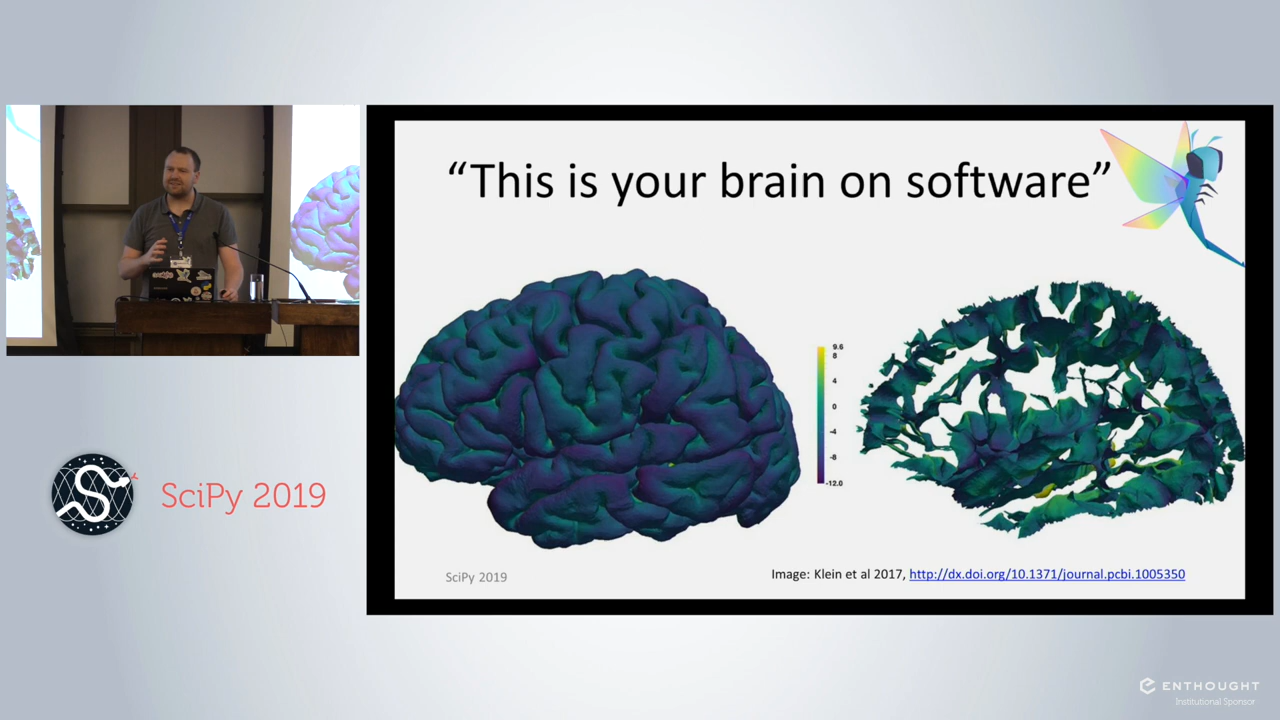 “This is your brain on software”
9.6
8
4
0
-4
-8
-12.0
SciPy 2019
Image: Klein et al 2017, http://dx.doi.org/10.1371/journal.pcbi.1005350
SciPy 2019
ENTHOUGHT
Institutional Sponsor